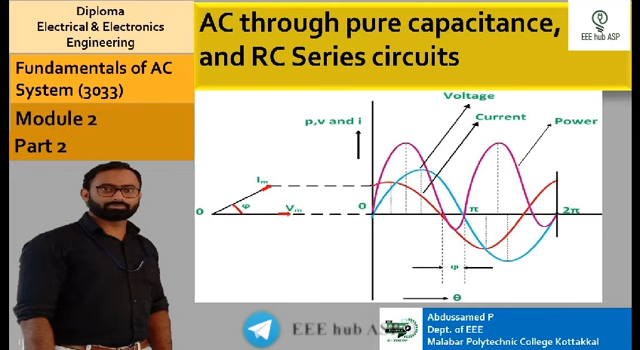 Diploma
Electrical & Electronics
Engineering
Fundamentals of AC
System (3033)
Module 2
Part 2
AC through pure capacitance,
and RC Series circuits
EEE hub ASP
Voltage
Current
Power
p,v and i
Im
φ
Vm
0
0
π
2π
φ
θ
EEE hub ASP
Abdussamed P
Dept. of EEE
Malabar Polytechnic College Kottakkal